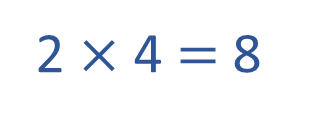 2 × 4 = 8